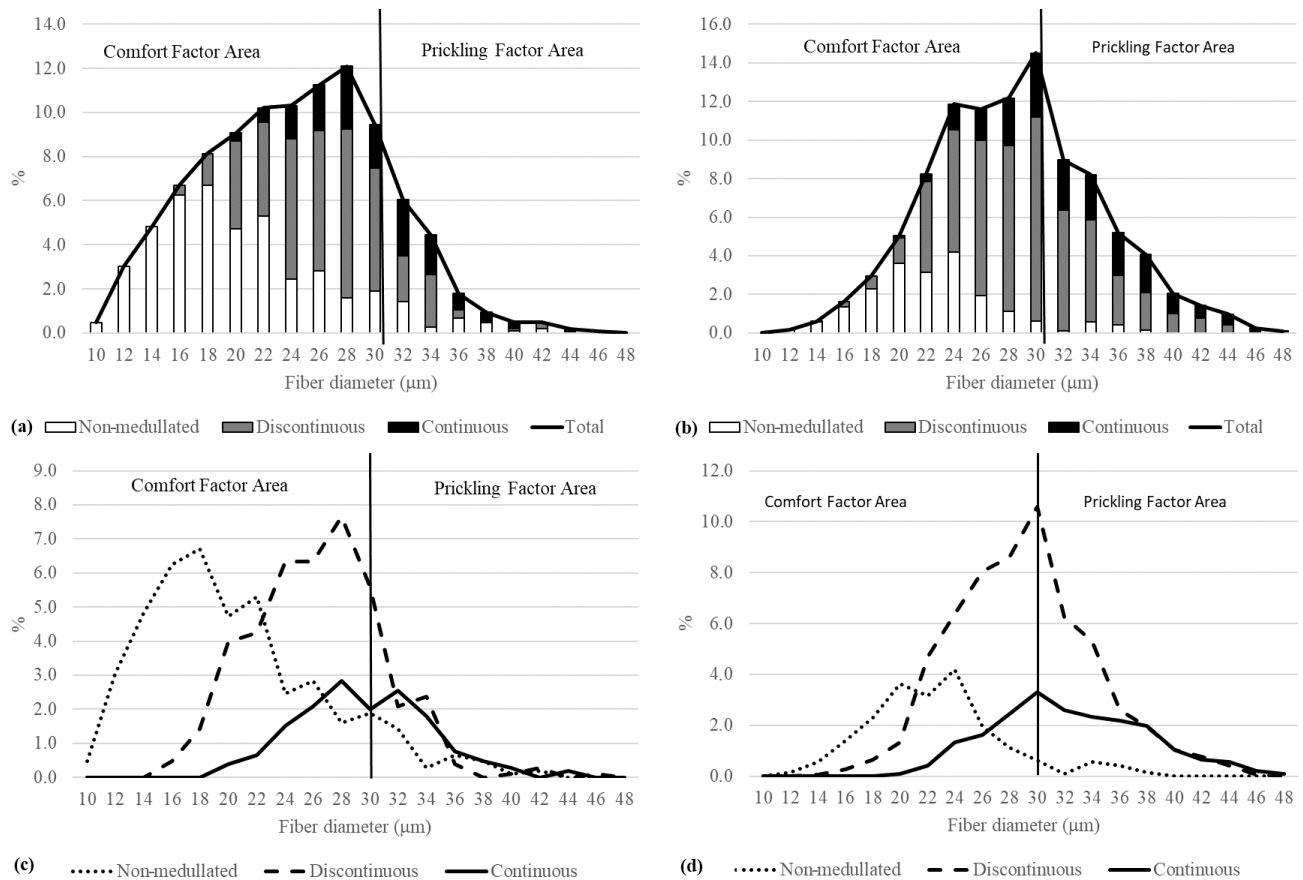 14.0
12.0
10.0
8.0
6.0
4.0
2.0
0.0
%
Comfort Factor Area
Prickling Factor Area
10 12 14 16 18 20 22 24 26 28 30 32 34 36 38 40 42 44 46 48
Fiber diameter (µm)
(a) Non-medullated Discontinuous Continuous Total
16.0
14.0
12.0
10.0
8.0
6.0
4.0
2.0
0.0
%
Comfort Factor Area
Prickling Factor Area
10 12 14 16 18 20 22 24 26 28 30 32 34 36 38 40 42 44 46 48
Fiber diameter (µm)
(b) Non-medullated Discontinuous Continuous Total
9.0
8.0
7.0
6.0
5.0
4.0
3.0
2.0
1.0
0.0
%
Comfort Factor Area
Prickling Factor Area
10 12 14 16 18 20 22 24 26 28 30 32 34 36 38 40 42 44 46 48
Fiber diameter (µm)
(c) Non-medullated Discontinuous Continuous
12.0
10.0
8.0
6.0
4.0
2.0
0.0
%
Comfort Factor Area
Prickling Factor Area
10 12 14 16 18 20 22 24 26 28 30 32 34 36 38 40 42 44 46 48
Fiber diameter (µm)
(d) Non-medullated Discontinuous Continuous